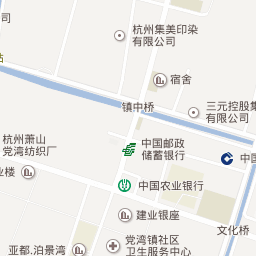 杭州集美印染
有限公司
宿舍
站
镇中桥
三元控股集
有限公司
杭州萧山
党湾纺织厂
中国邮政
储蓄银行
业楼
中国农业银行
建业银座
文化桥
亚都.泊景湾
党湾镇社区
卫生服务中心